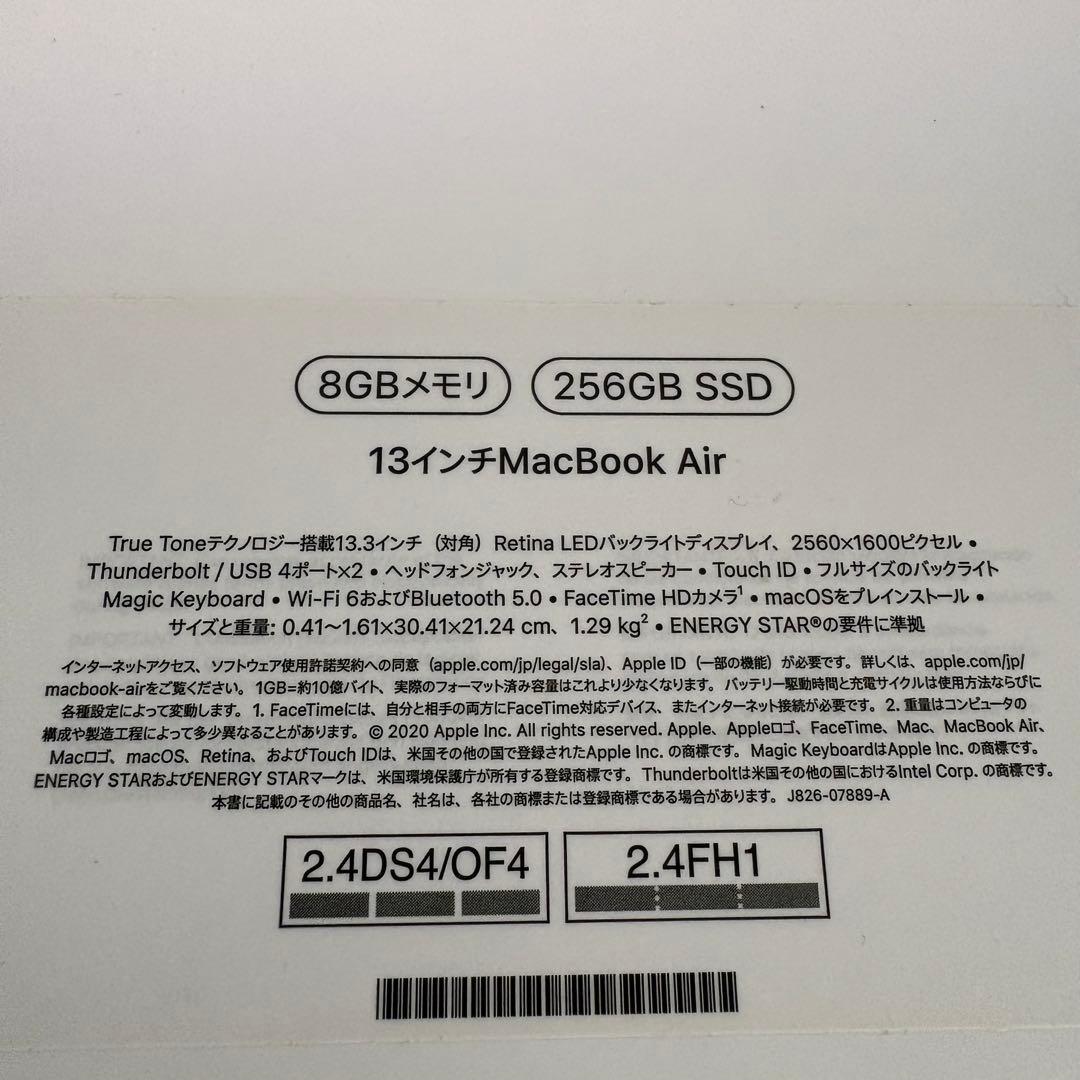 8GBメモリ 256GB SSD
13インチMacBook Air
True Toneテクノロジー搭載13.3インチ（対角）Retina LEDバックライトディスプレイ、2560×1600ピクセル •
Thunderbolt / USB 4ポート×2 • ヘッドフォンジャック、ステレオスピーカー • Touch ID • フルサイズのバックライト
Magic Keyboard • Wi-Fi 6およびBluetooth 5.0 • FaceTime HDカメラ¹ • macOSをプレインストール •
サイズと重量: 0.41～1.61×30.41×21.24 cm、1.29 kg² • ENERGY STAR®の要件に準拠
インターネットアクセス、ソフトウェア使用許諾契約への同意（apple.com/jp/legal/sla）、Apple ID（一部の機能）が必要です。詳しくは、apple.com/jp/
macbook-airをご覧ください。1GB=約10億バイト、実際のフォーマット済み容量はこれより少なくなります。バッテリー駆動時間と充電サイクルは使用方法ならびに
各種設定によって変動します。1. FaceTimeには、自分と相手の両方にFaceTime対応デバイス、またインターネット接続が必要です。2. 重量はコンピュータの
構成や製造工程によって多少異なることがあります。© 2020 Apple Inc. All rights reserved. Apple、Appleロゴ、FaceTime、Mac、MacBook Air、
Macロゴ、macOS、Retina、およびTouch IDは、米国その他の国で登録されたApple Inc. の商標です。Magic KeyboardはApple Inc. の商標です。
ENERGY STARおよびENERGY STARマークは、米国環境保護庁が所有する登録商標です。Thunderboltは米国その他の国におけるIntel Corp. の商標です。
本書に記載のその他の商品名、社名は、各社の商標または登録商標である場合があります。J826-07889-A
2.4DS4/OF4 2.4FH1